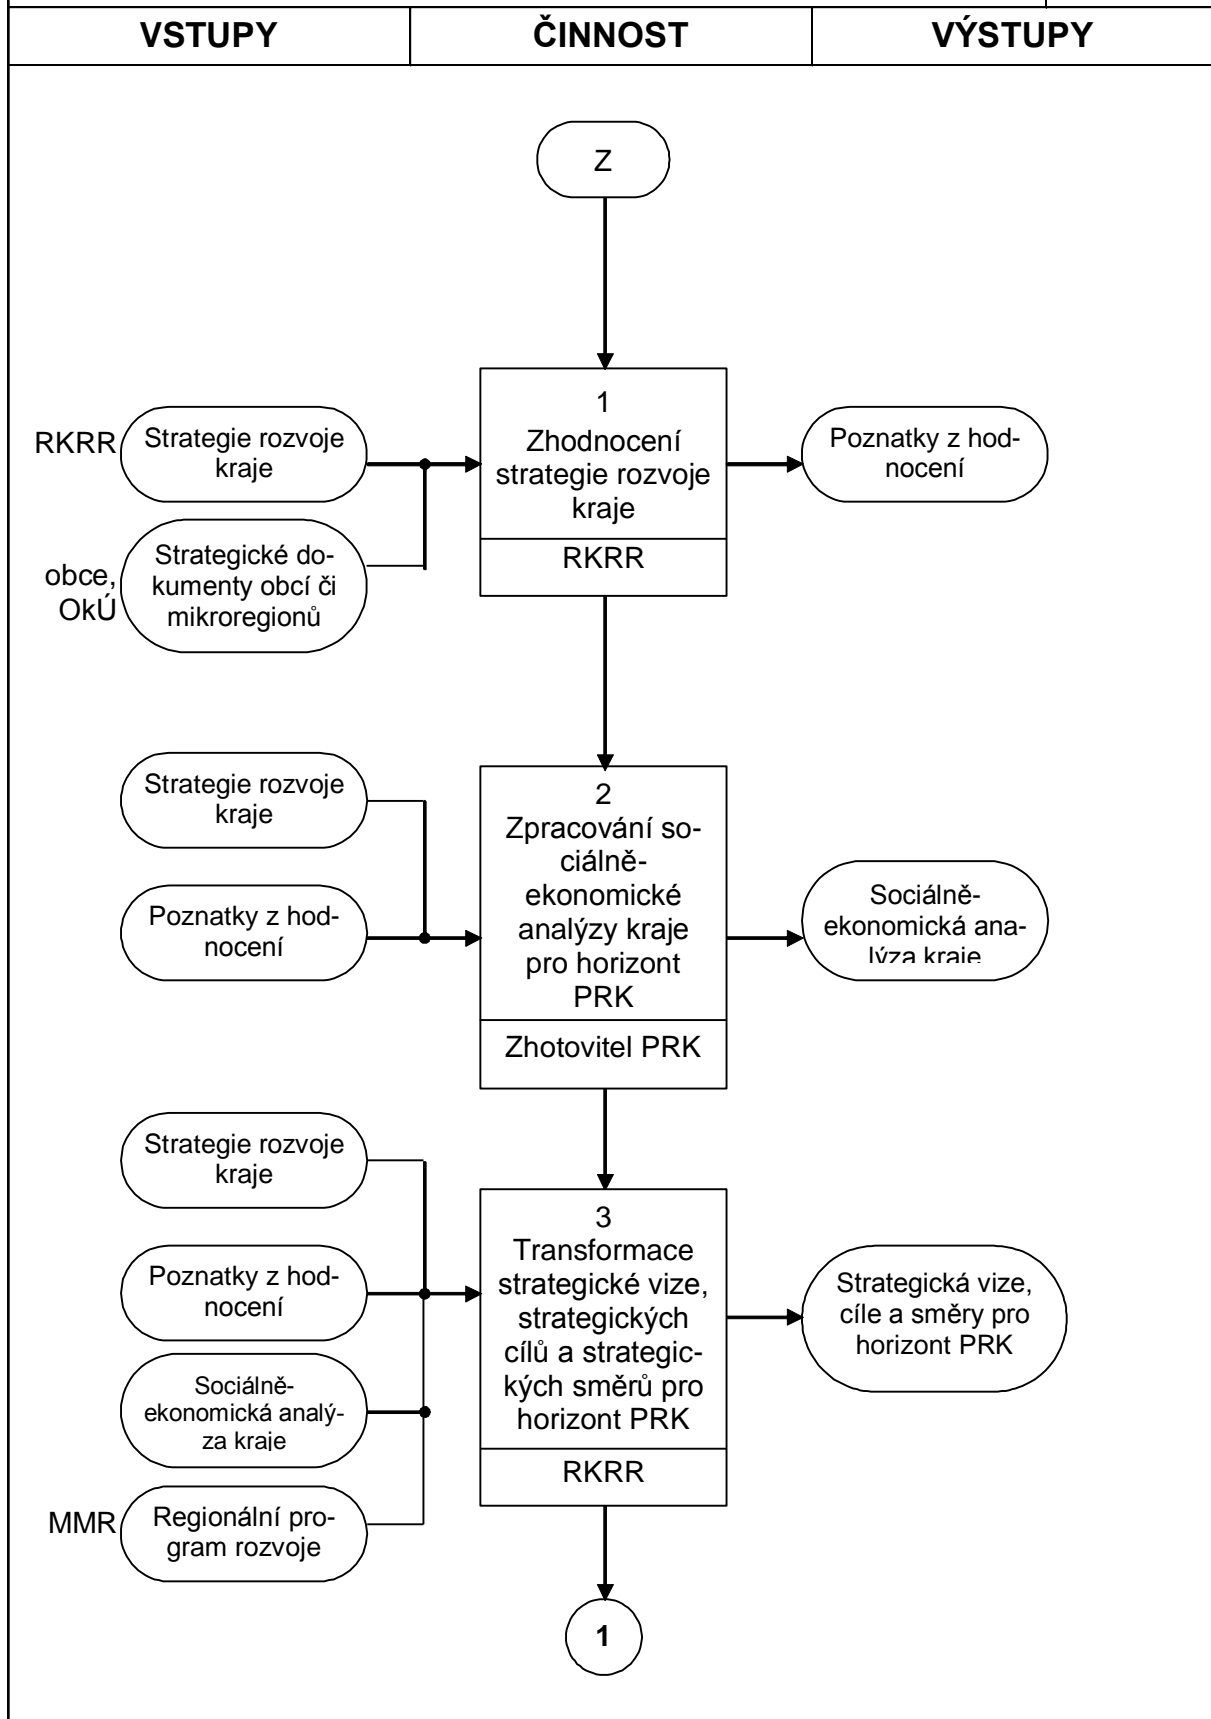 VSTUPY
ČINNOST
VÝSTUPY
Z
RKRR
Strategie rozvoje
kraje
obce,
OkÚ
Strategické do-
kumenty obcí či
mikroregionů
1
Zhodnocení
strategie rozvoje
kraje
RKRR
Poznatky z hod-
nocení
Strategie rozvoje
kraje
Poznatky z hod-
nocení
2
Zpracování so-
ciálně-
ekonomické
analýzy kraje
pro horizont
PRK
Zhotovitel PRK
Sociálně-
ekonomická ana-
lýza kraje
Strategie rozvoje
kraje
Poznatky z hod-
nocení
Sociálně-
ekonomická analý-
za kraje
MMR
Regionální pro-
gram rozvoje
3
Transformace
strategické vize,
strategických
cílů a strategic-
kých směrů pro
horizont PRK
RKRR
Strategická vize,
cíle a směry pro
horizont PRK
1